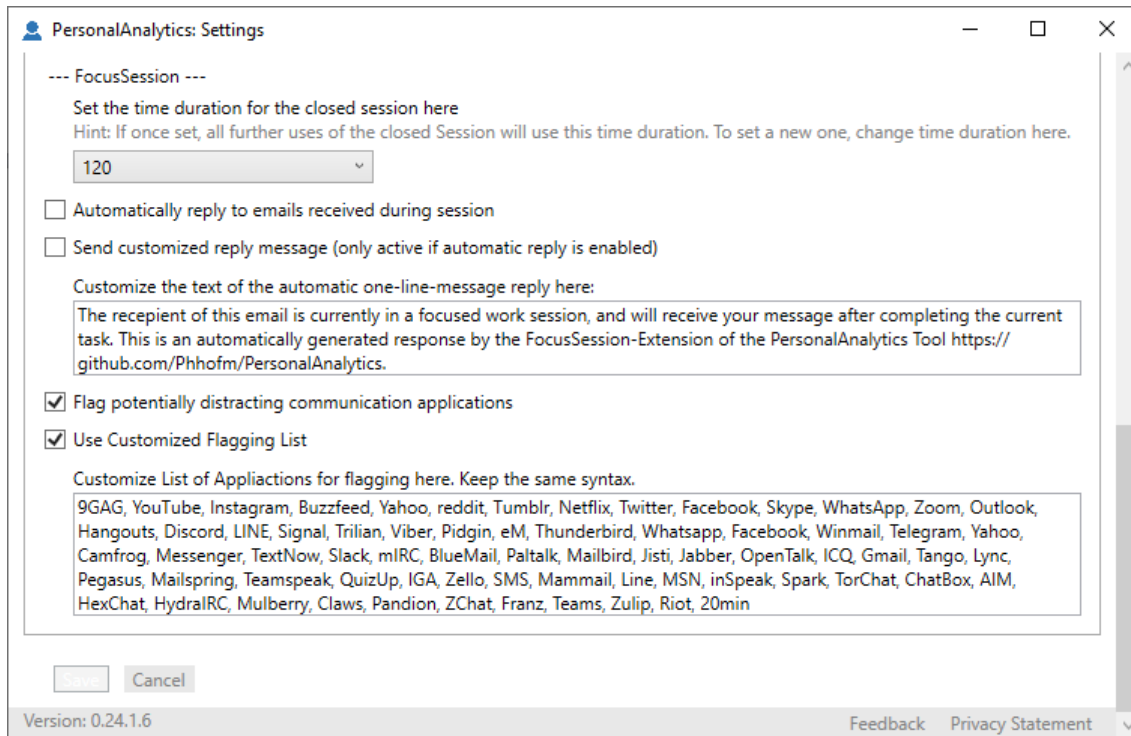 PersonalAnalytics: Settings
--- FocusSession ---
Set the time duration for the closed session here
Hint: If once set, all further uses of the closed Session will use this time duration. To set a new one, change time duration here.
120
Automatically reply to emails received during session
Send customized reply message (only active if automatic reply is enabled)
Customize the text of the automatic one-line-message reply here:
The recepient of this email is currently in a focused work session, and will receive your message after completing the current
task. This is an automatically generated response by the FocusSession-Extension of the PersonalAnalytics Tool https://
github.com/Phhofm/PersonalAnalytics.
Flag potentially distracting communication applications
Use Customized Flagging List
Customize List of Appliactions for flagging here. Keep the same syntax.
9GAG, YouTube, Instagram, Buzzfeed, Yahoo, reddit, Tumblr, Netflix, Twitter, Facebook, Skype, WhatsApp, Zoom, Outlook,
Hangouts, Discord, LINE, Signal, Trilian, Viber, Pidgin, eM, Thunderbird, Whatsapp, Facebook, Winmail, Telegram, Yahoo,
Camfrog, Messenger, TextNow, Slack, mIRC, BlueMail, Paltalk, Mailbird, Jisti, Jabber, OpenTalk, ICQ, Gmail, Tango, Lync,
Pegasus, Mailspring, Teamspeak, QuizUp, IGA, Zello, SMS, Mammail, Line, MSN, inSpeak, Spark, TorChat, ChatBox, AIM,
HexChat, HydraIRC, Mulberry, Claws, Pandion, ZChat, Franz, Teams, Zulip, Riot, 20min
Save
Cancel
Version: 0.24.1.6
Feedback
Privacy Statement